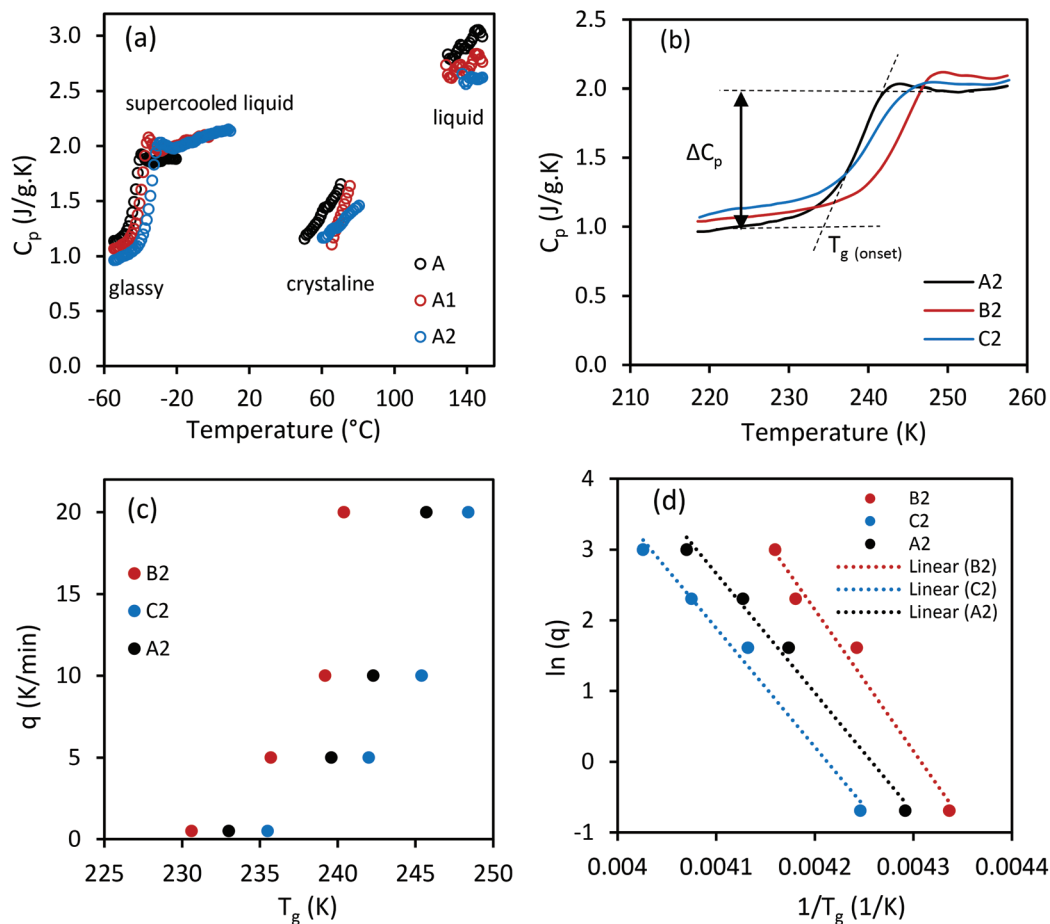 (a)
3.0
2.5
2.0
1.5
1.0
0.5
0.0
Cp (J/g.K)
supercooled liquid
liquid
glassy
crystaline
A
A1
A2
-60
-20
20
60
100
140
Temperature (°C)
(b)
2.5
2.0
1.5
1.0
0.5
0.0
Cp (J/g.K)
ΔCp
Tg (onset)
A2
B2
C2
210
220
230
240
250
260
Temperature (K)
(c)
20
15
10
5
0
q (K/min)
B2
C2
A2
225
230
235
240
245
250
Tg (K)
(d)
4
3
2
1
0
-1
ln (q)
B2
C2
A2
Linear (B2)
Linear (C2)
Linear (A2)
0.004
0.0041
0.0042
0.0043
0.0044
1/Tg (1/K)